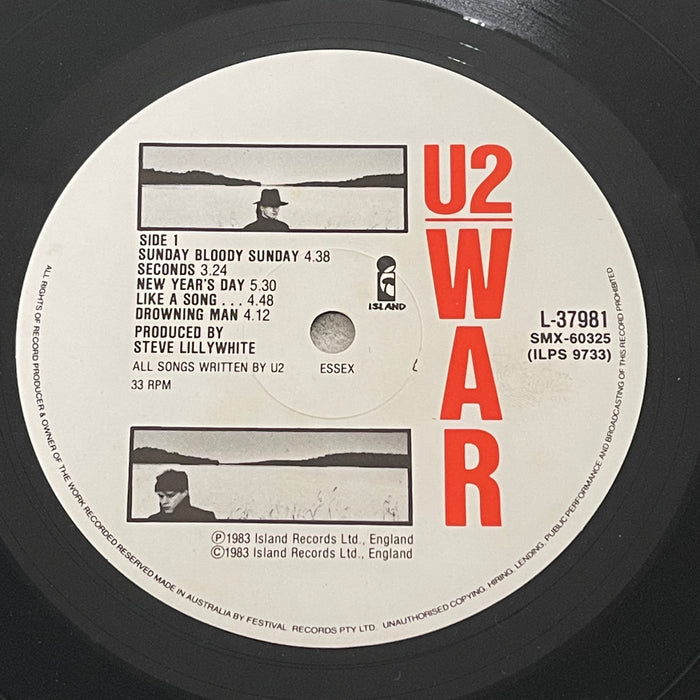 U2
WAR
SIDE 1
SUNDAY BLOODY SUNDAY 4.38
SECONDS 3.24
NEW YEAR'S DAY 5.30
LIKE A SONG . . . 4.48
DROWNING MAN 4.12
PRODUCED BY
STEVE LILLYWHITE
ALL SONGS WRITTEN BY U2
33 RPM
ESSEX
ISLAND
L-37981
SMX-60325
(ILPS 9733)
Ⓟ1983 Island Records Ltd., England
©1983 Island Records Ltd., England
ALL RIGHTS OF RECORD PRODUCER & OWNER OF THE WORK RECORDED RESERVED MADE IN AUSTRALIA BY FESTIVAL RECORDS PTY LTD. UNAUTHORISED COPYING, HIRING, LENDING, PUBLIC PERFORMANCE AND BROADCASTING OF THIS RECORD PROHIBITED